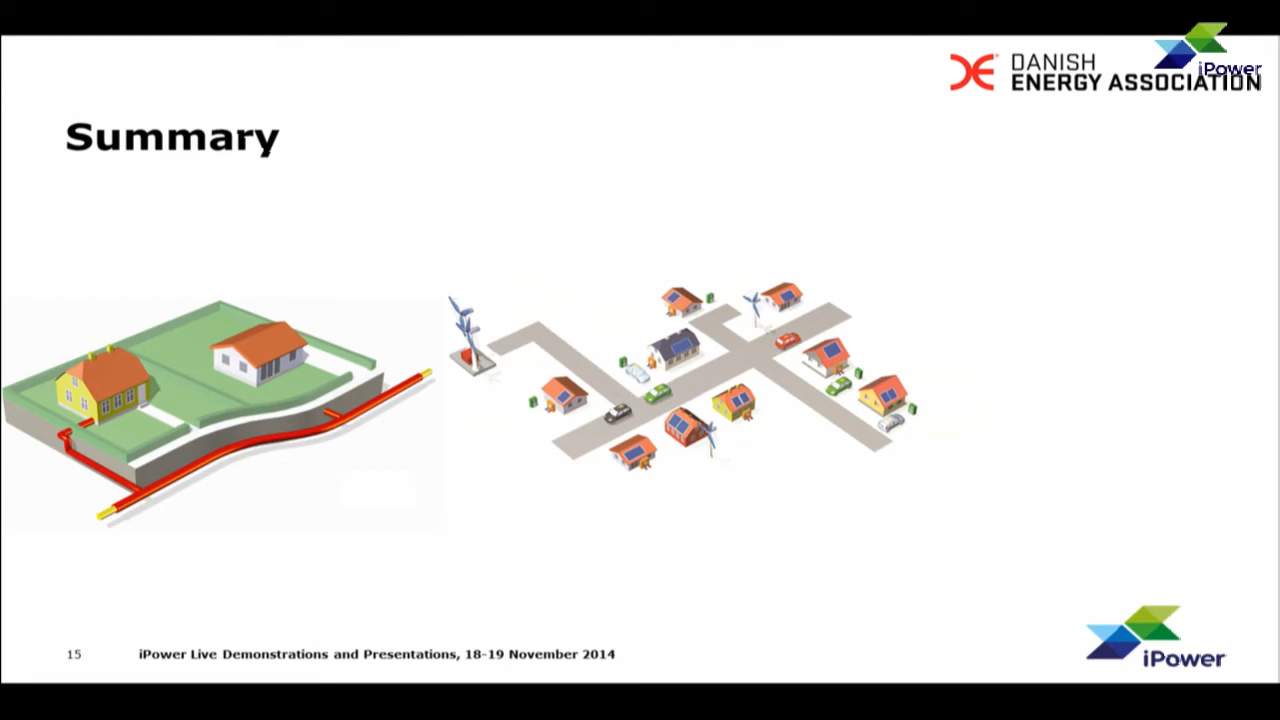 DANISH
ENERGY ASSOCIATION
iPower
Summary
15 iPower Live Demonstrations and Presentations, 18-19 November 2014
iPower